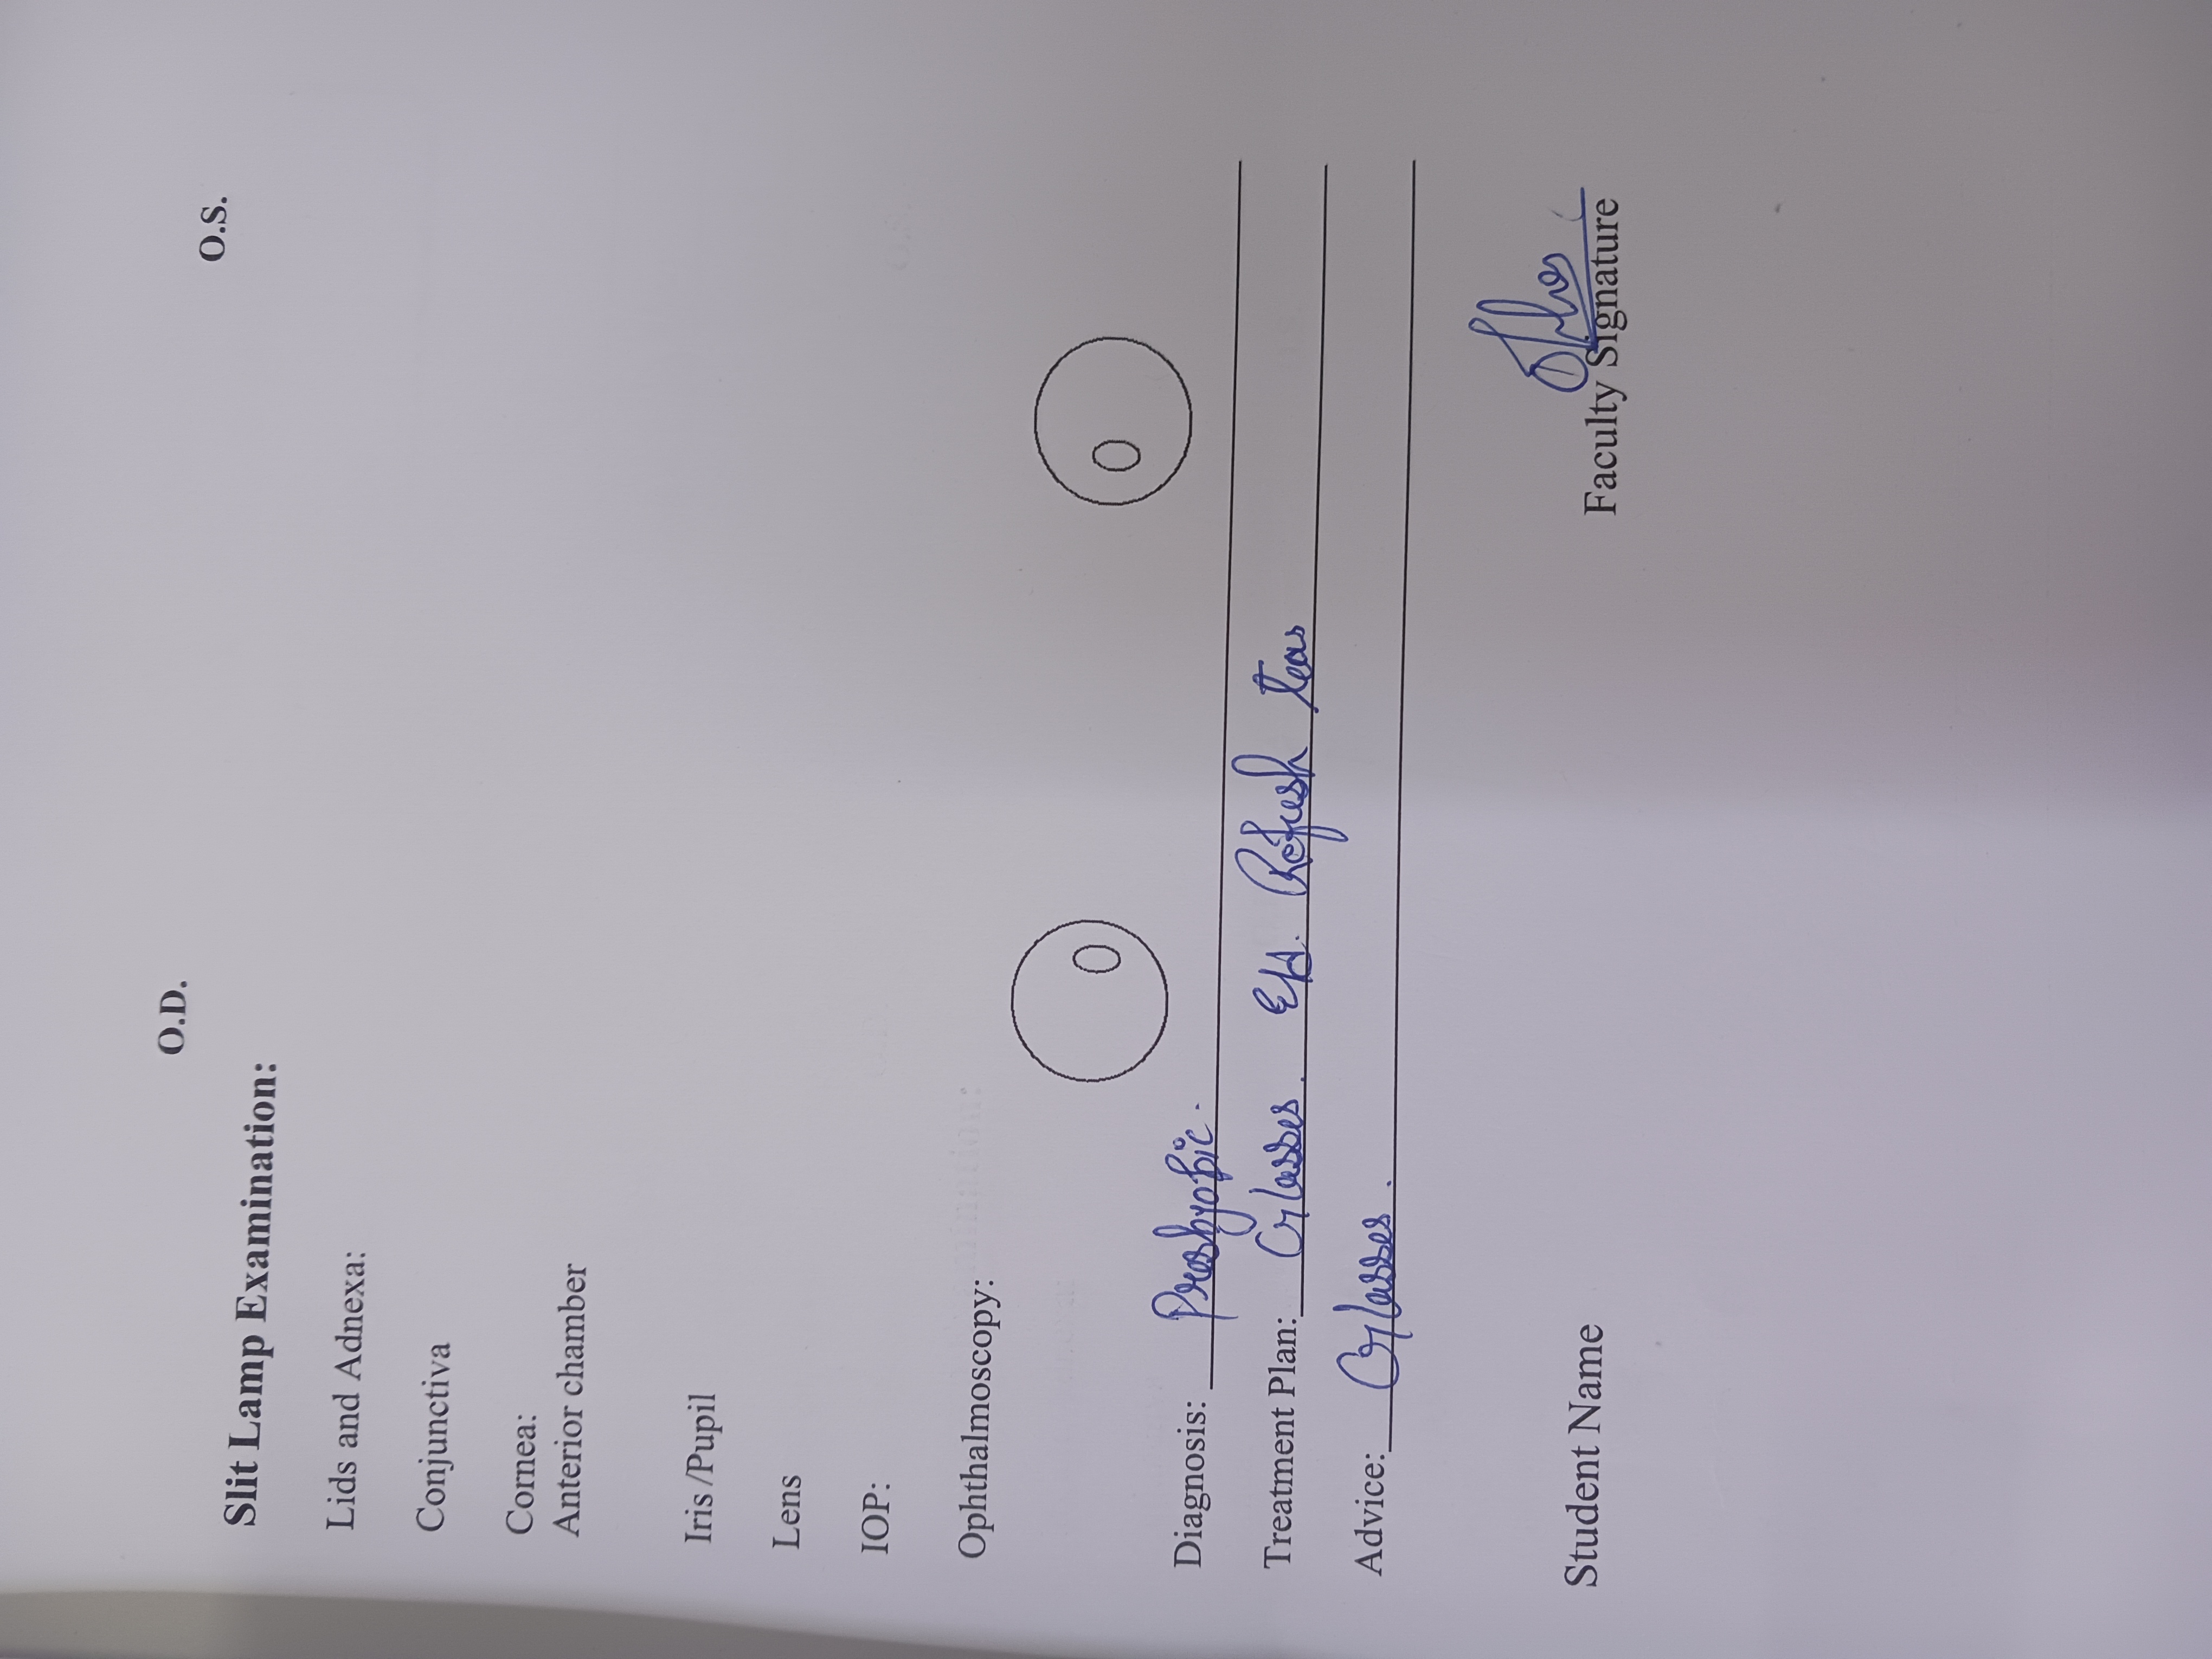 O.D. O.S.
Slit Lamp Examination:
Lids and Adnexa:
Conjunctiva
Cornea:
Anterior chamber
Iris /Pupil
Lens
IOP:
Ophthalmoscopy:
Diagnosis: Presbyopic.
Treatment Plan: Glasses. E/d. Refresh tears
Advice: Glasses.
Student Name
Faculty Signature